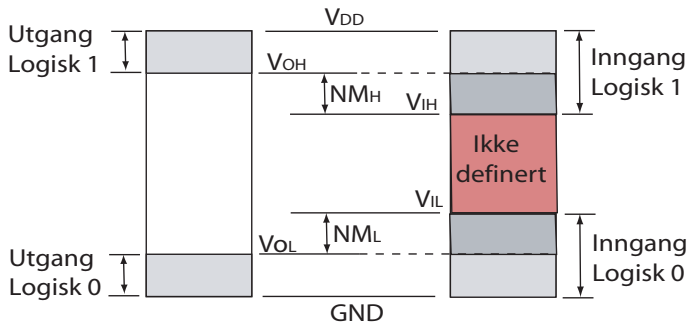 Utgang
Logisk 1
VDD
VOH
NMH
VIH
Inngang
Logisk 1
Ikke
definert
VIL
NML
VOL
Utgang
Logisk 0
Inngang
Logisk 0
GND